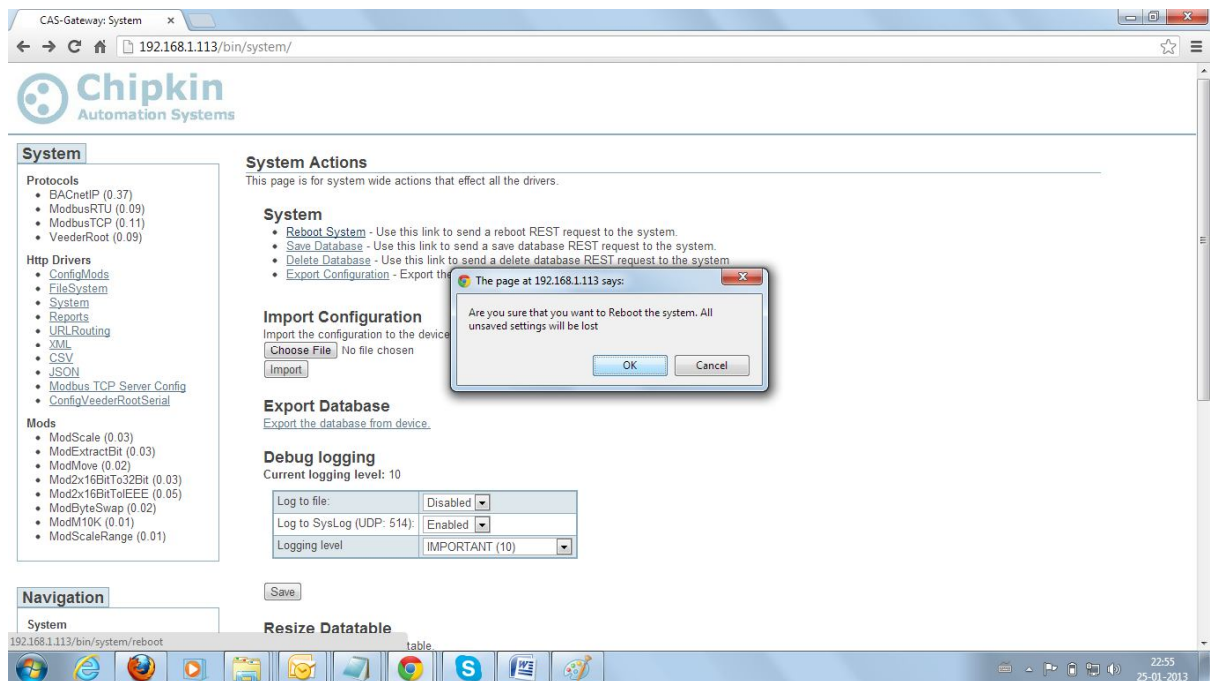 CAS-Gateway: System
192.168.1.113/bin/system/
Chipkin
Automation Systems
System
Protocols
BACnetIP (0.37)
ModbusRTU (0.09)
ModbusTCP (0.11)
VeederRoot (0.09)
Http Drivers
ConfigMods
FileSystem
System
Reports
URLRouting
XML
CSV
JSON
Modbus TCP Server Config
ConfigVeederRootSerial
Mods
ModScale (0.03)
ModExtractBit (0.03)
ModMove (0.02)
Mod2x16BitTo32Bit (0.03)
Mod2x16BitToIEEE (0.05)
ModByteSwap (0.02)
ModM10K (0.01)
ModScaleRange (0.01)
Navigation
System
192.168.1.113/bin/system/reboot
System Actions
This page is for system wide actions that effect all the drivers.
System
Reboot System - Use this link to send a reboot REST request to the system.
Save Database - Use this link to send a save database REST request to the system.
Delete Database - Use this link to send a delete database REST request to the system
Export Configuration - Export the
The page at 192.168.1.113 says:
Are you sure that you want to Reboot the system. All
unsaved settings will be lost
OK Cancel
Import Configuration
Import the configuration to the device
Choose File No file chosen
Import
Export Database
Export the database from device.
Debug logging
Current logging level: 10
Log to file: Disabled
Log to SysLog (UDP: 514): Enabled
Logging level IMPORTANT (10)
Save
Resize Datatable
table.
22:55
25-01-2013